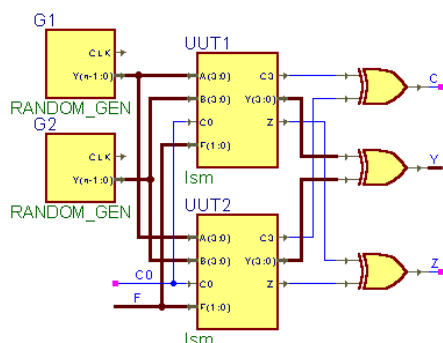 G1
CLK
Y(n-1:0)
RANDOM_GEN
G2
CLK
Y(n-1:0)
RANDOM_GEN
UUT1
A(3:0) C3
B(3:0) Y(3:0)
C0 Z
F(1:0)
lsm
UUT2
A(3:0) C3
B(3:0) Y(3:0)
C0 Z
F(1:0)
lsm
C0
F
C
Y
Z